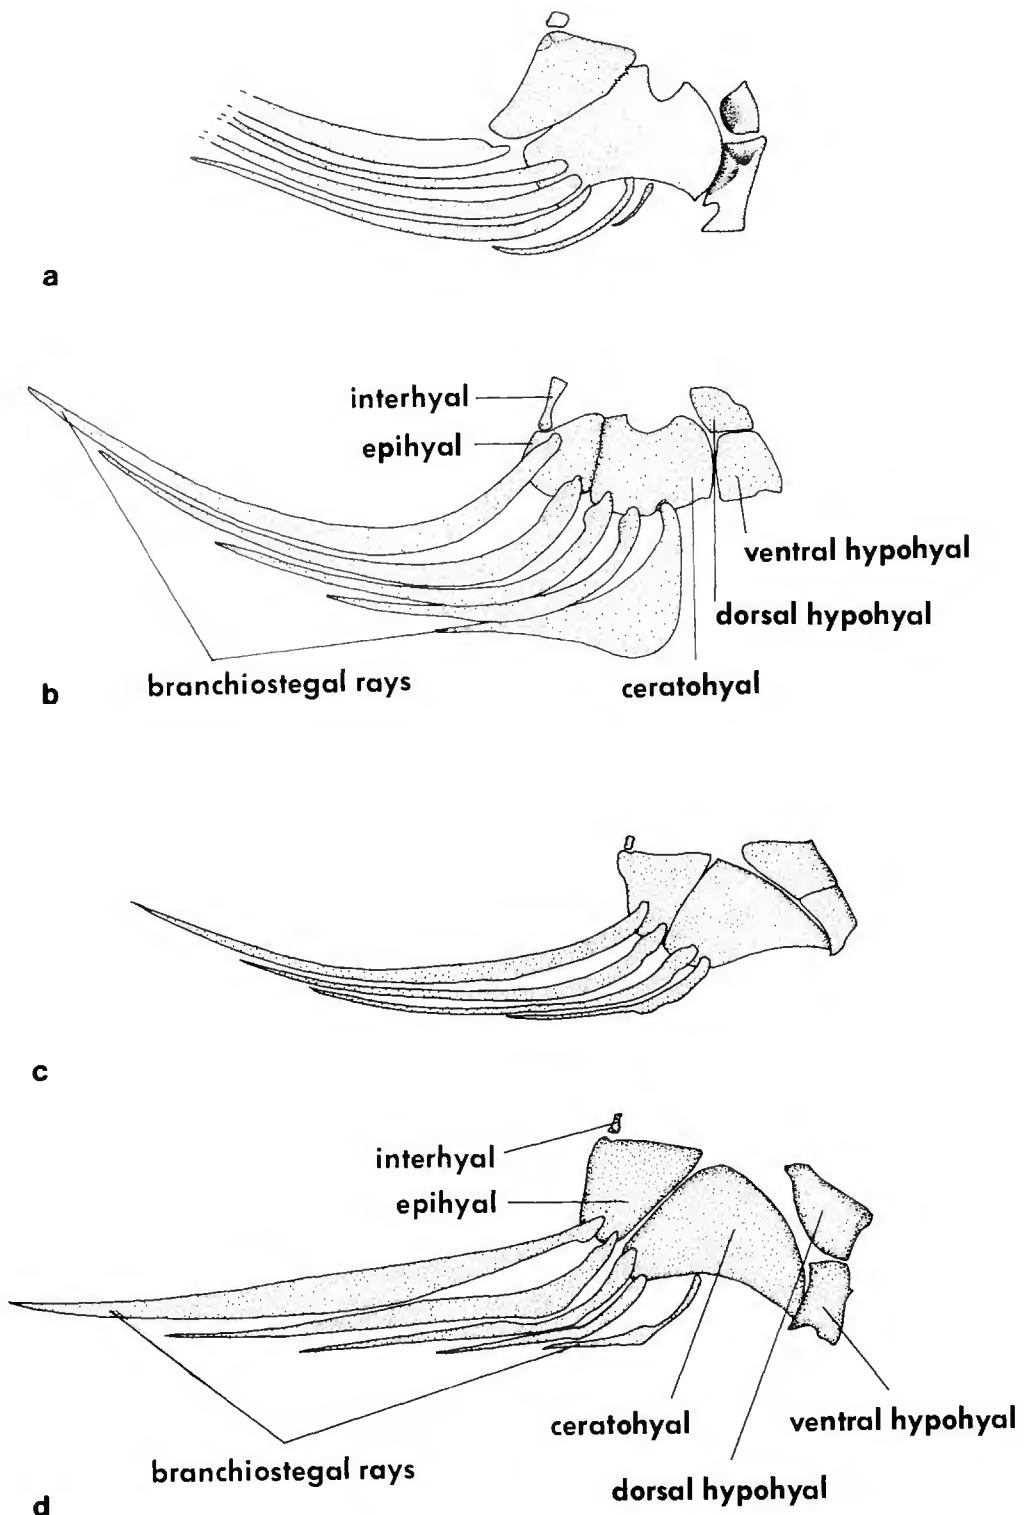 a
interhyal
epihyal
ventral hypohyal
dorsal hypohyal
branchiostegal rays
ceratohyal
b
c
interhyal
epihyal
ceratohyal
ventral hypohyal
branchiostegal rays
dorsal hypohyal
d